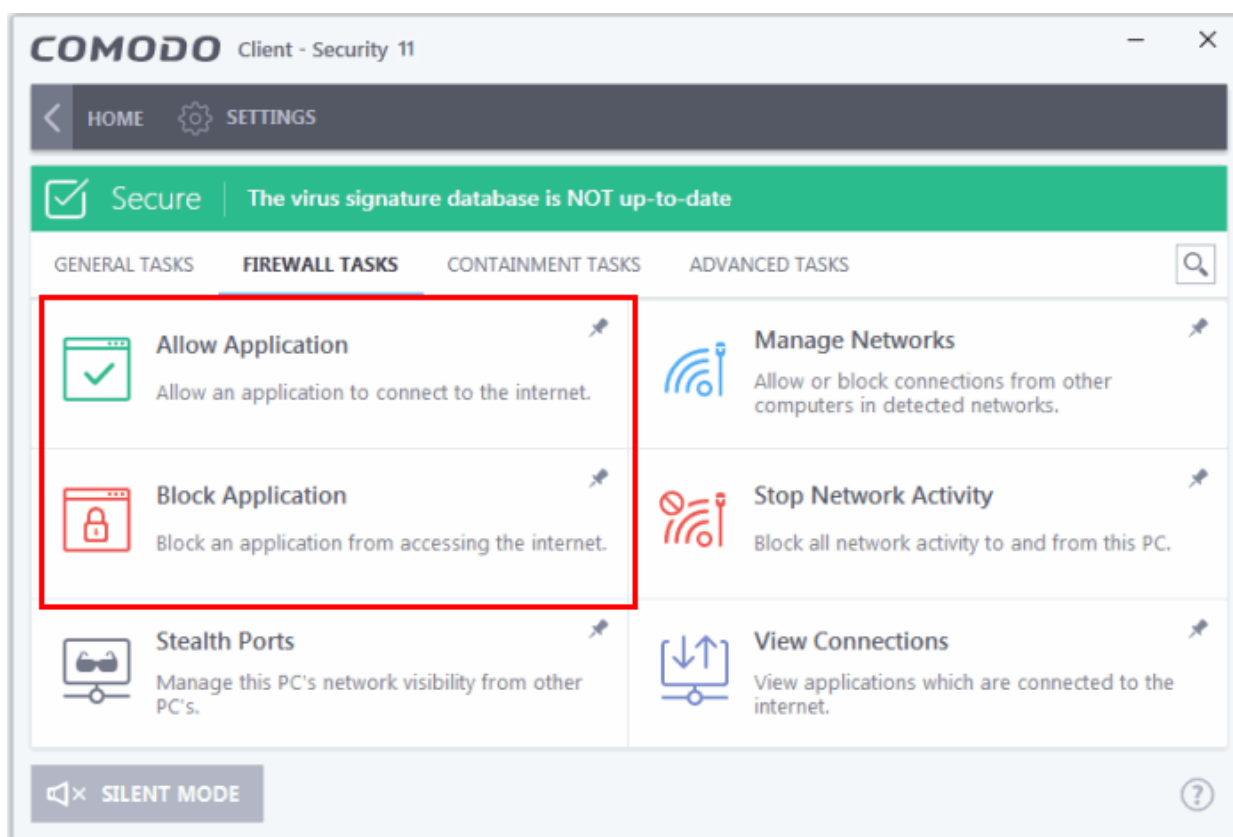 COMODO Client - Security 11
HOME SETTINGS
Secure The virus signature database is NOT up-to-date
GENERAL TASKS FIREWALL TASKS CONTAINMENT TASKS ADVANCED TASKS
Allow Application
Allow an application to connect to the internet.
Manage Networks
Allow or block connections from other
computers in detected networks.
Block Application
Block an application from accessing the internet.
Stop Network Activity
Block all network activity to and from this PC.
Stealth Ports
Manage this PC's network visibility from other
PC's.
View Connections
View applications which are connected to the
internet.
SILENT MODE
?